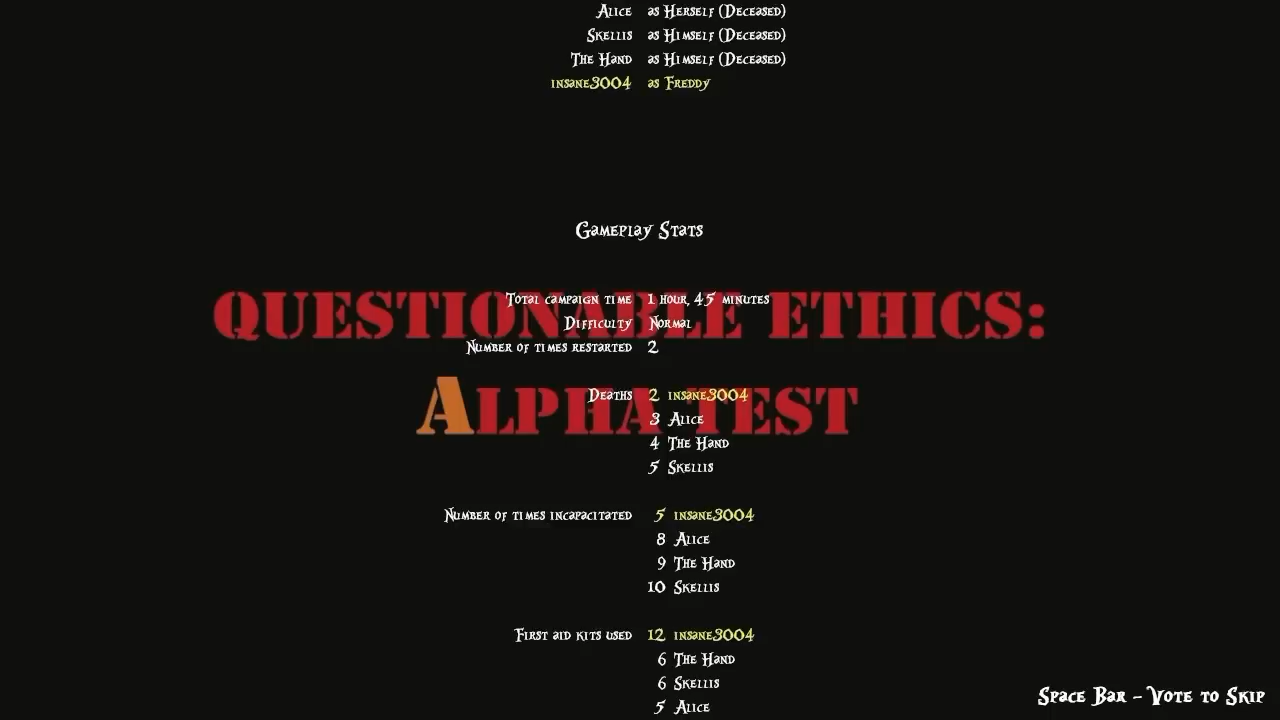 Alice as Herself (Deceased)
Skellis as Himself (Deceased)
The Hand as Himself (Deceased)
insane3004 as Freddy
Gameplay Stats
Total campaign time 1 hour, 45 minutes
QUESTIONABLE ETHICS:
Difficulty Normal
Number of times restarted 2
Deaths 2 insane3004
ALPHA TEST
3 Alice
4 The Hand
5 Skellis
Number of times incapacitated 5 insane3004
8 Alice
9 The Hand
10 Skellis
First aid kits used 12 insane3004
6 The Hand
6 Skellis
5 Alice
Space Bar - Vote to Skip